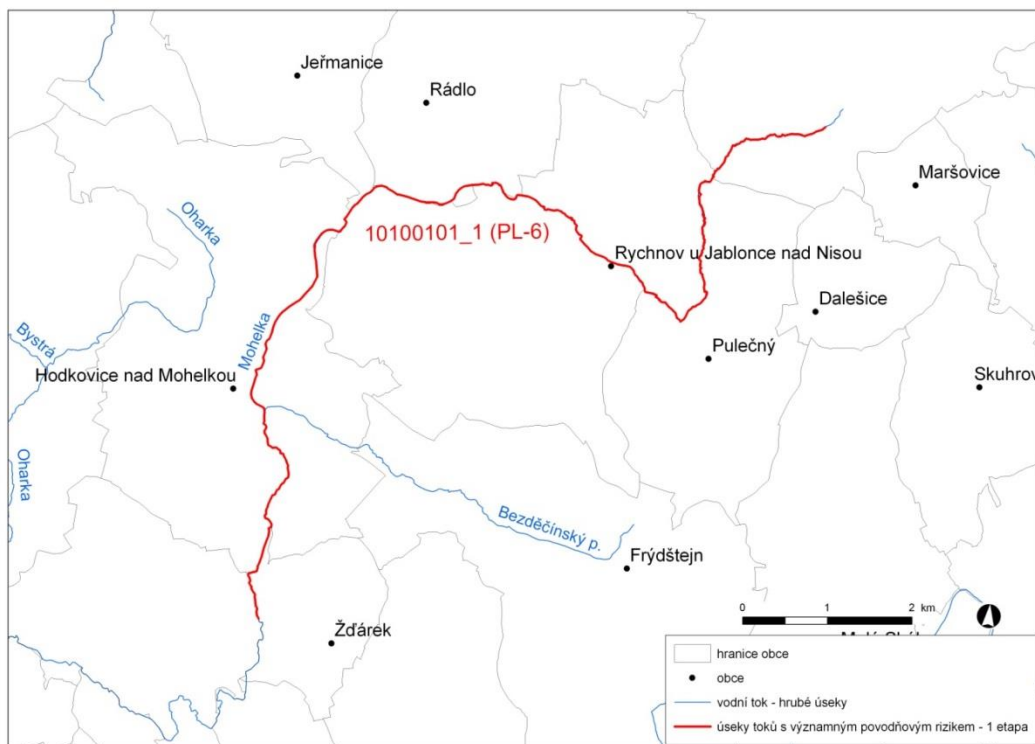 Jeřmanice
Rádlo
Maršovice
Oharka
10100101_1 (PL-6)
Rychnov u Jablonce nad Nisou
Dalešice
Bystrá
Mohelka
Pulečný
Hodkovice nad Mohelkou
Skuhrov
Oharka
Bezděčínský p.
Frýdštejn
0 1 2 km
Žďárek
hranice obce
obce
vodní tok - hrubé úseky
úseky toků s významným povodňovým rizikem - 1 etapa